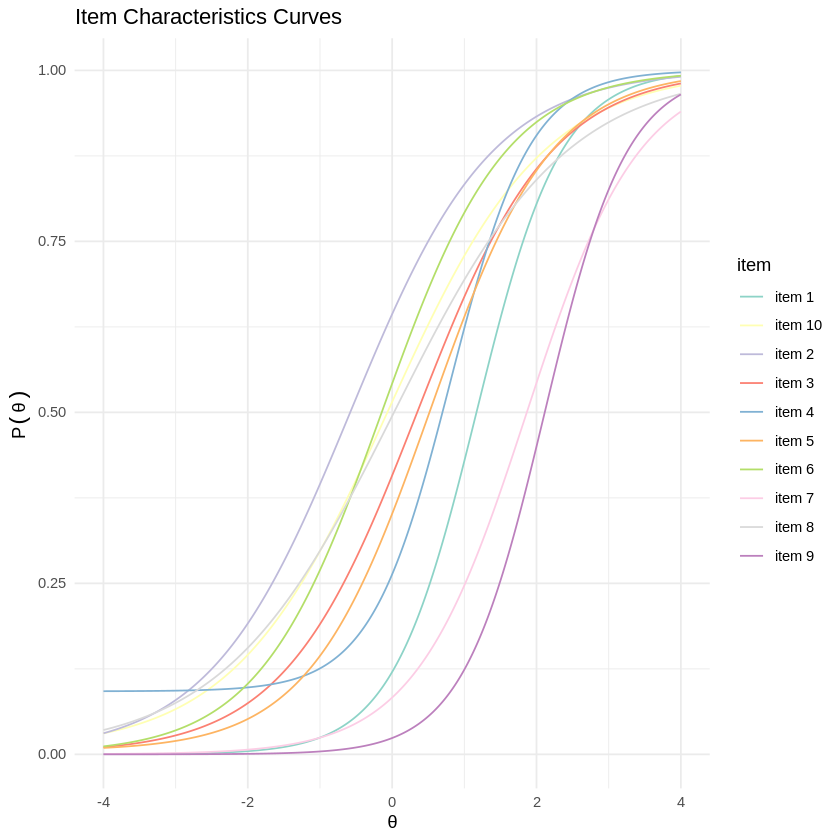 Item Characteristics Curves
1.00
0.75
0.50
0.25
0.00
P(θ)
-4
-2
0
2
4
θ
item
item 1
item 10
item 2
item 3
item 4
item 5
item 6
item 7
item 8
item 9